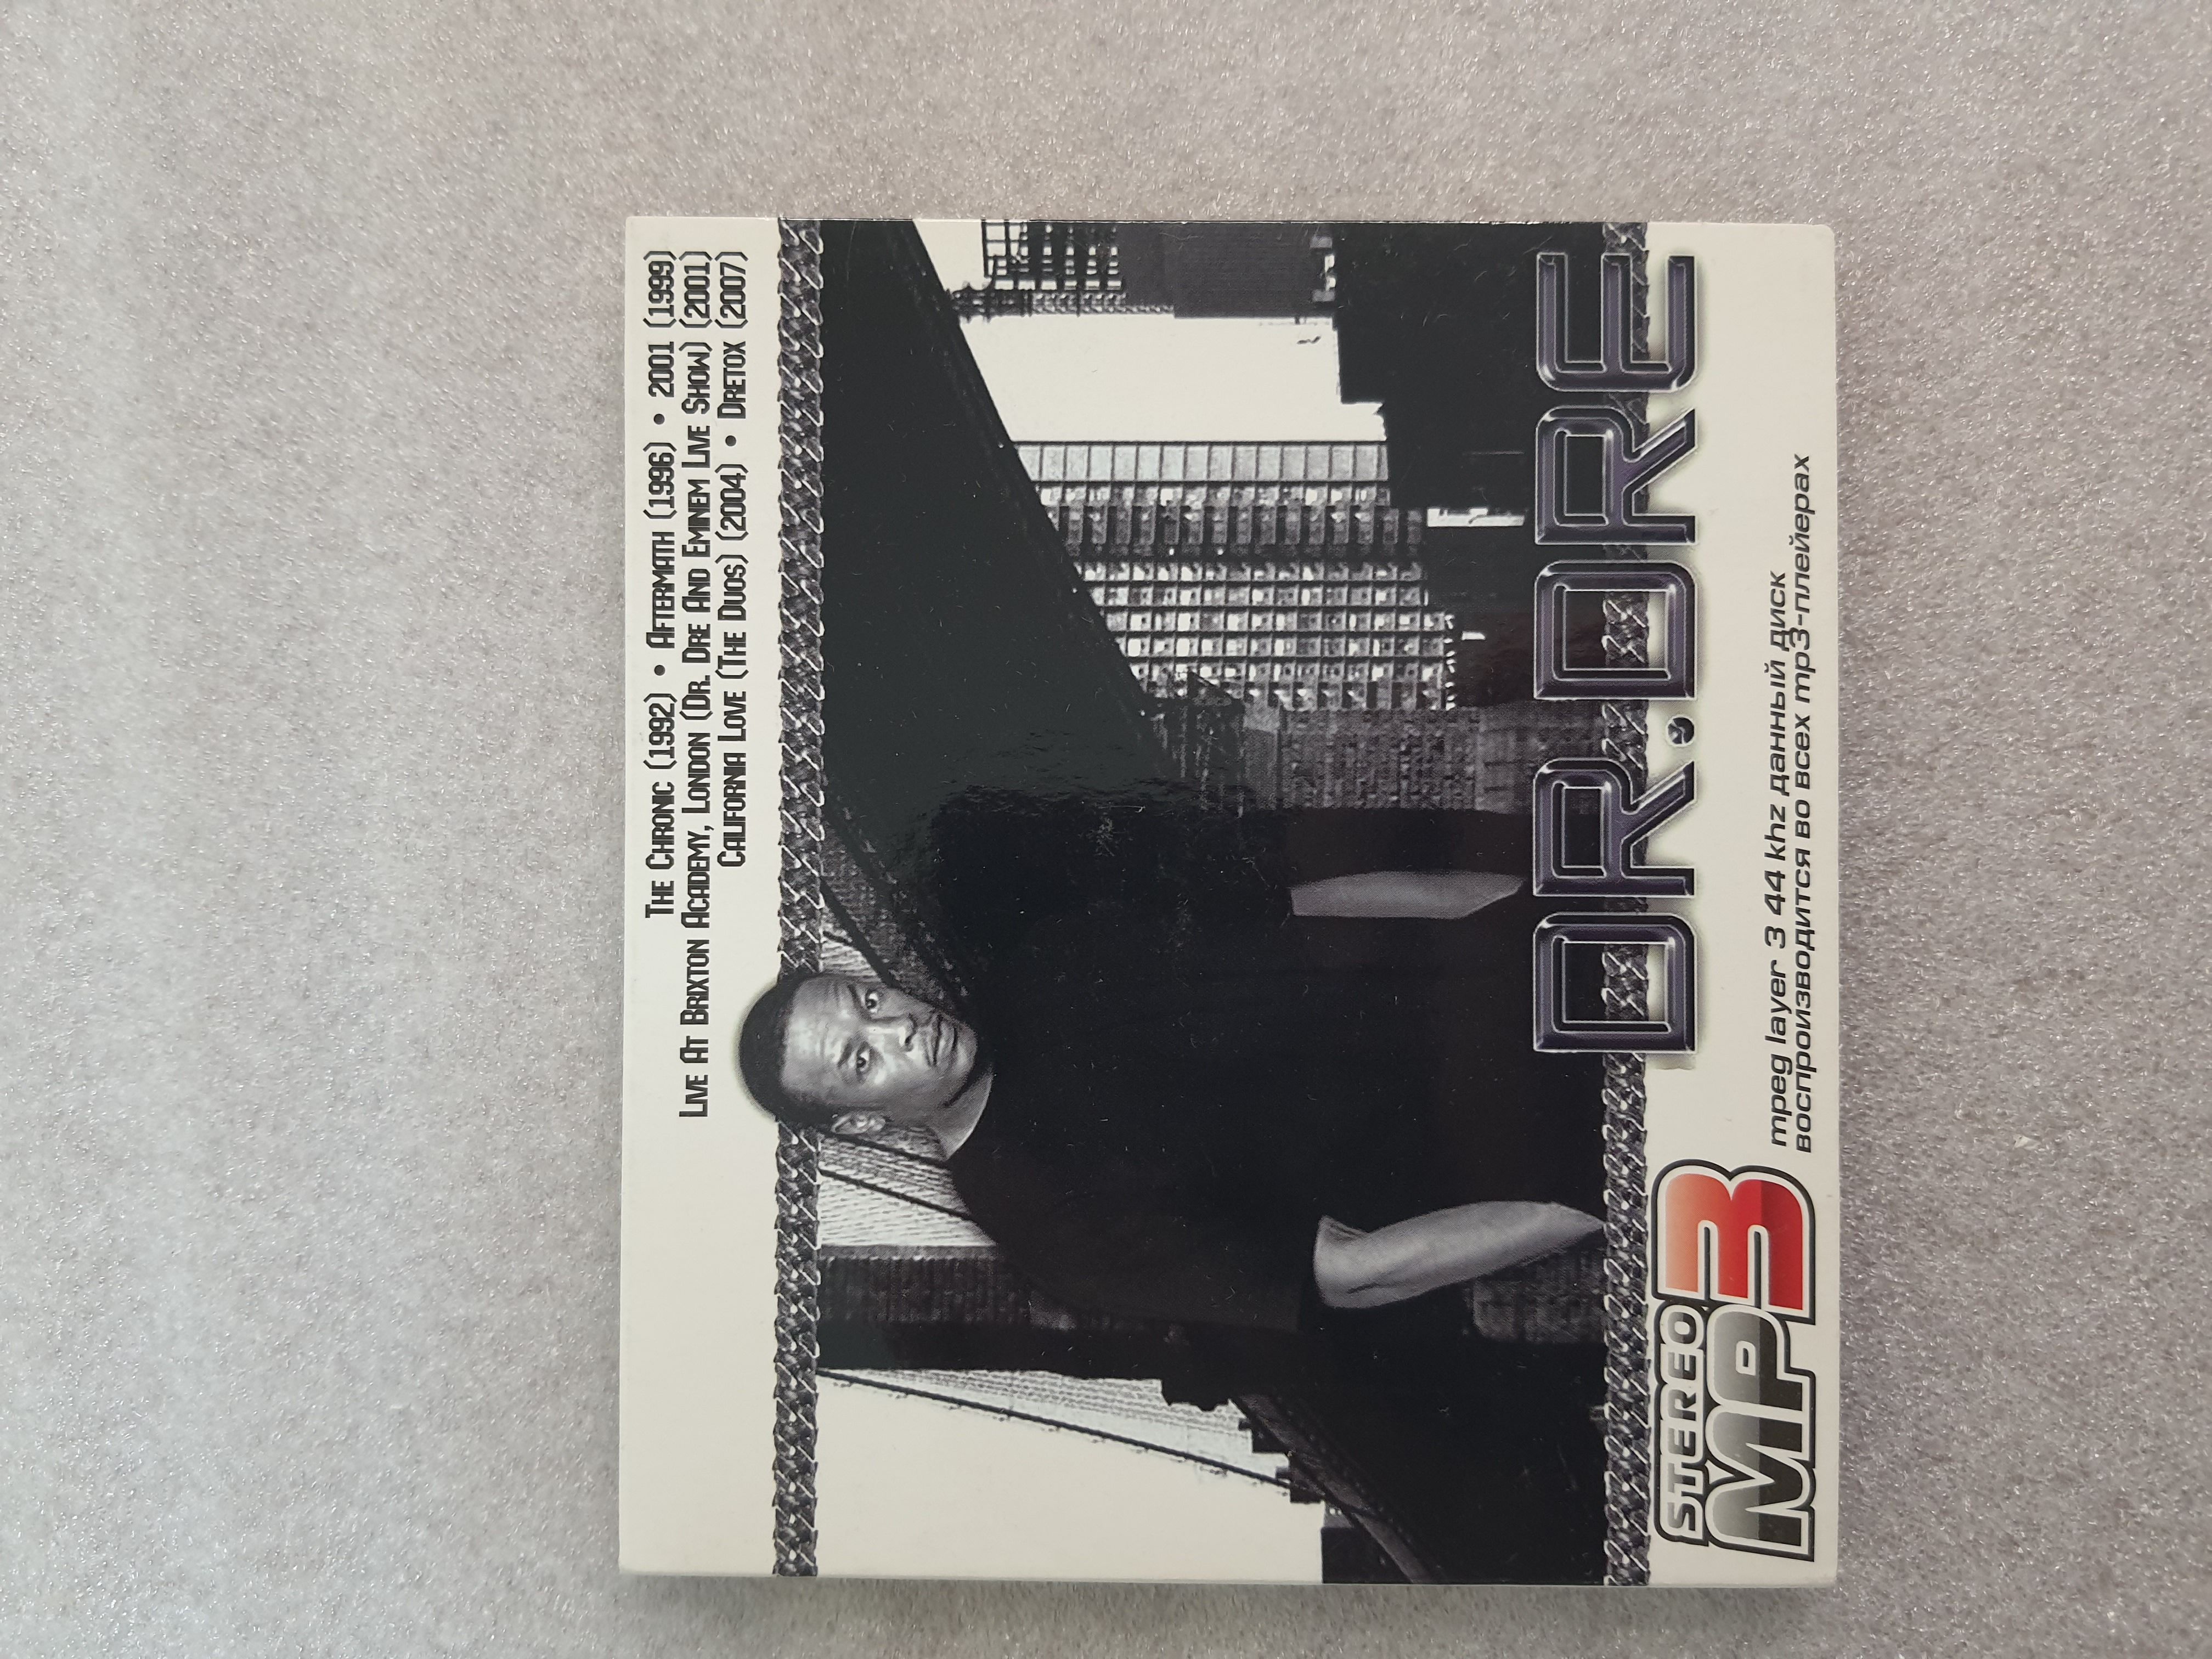 The Chronic (1992) • Aftermath (1996) • 2001 (1999)
Live At Brixton Academy, London (Dr. Dre And Eminem Live Show) (2001)
California Love (The Duos) (2004) • Dretox (2007)
DR.DRE
STEREO
MP3
mpeg layer 3 44 khz данный диск
воспроизводится во всех mp3-плейерах